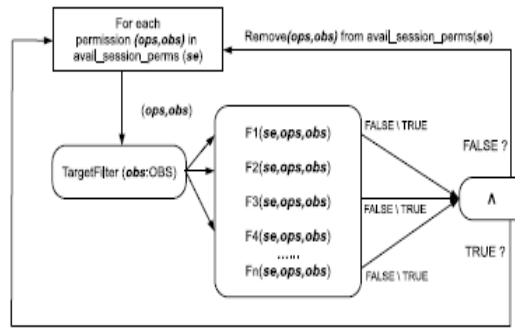 For each
permission (ops,obs) in
avail_session_perms (se)
Remove(ops,obs) from avail_session_perms(se)
(ops,obs)
TargetFilter (obs:OBS)
F1(se,ops,obs)
F2(se,ops,obs)
F3(se,ops,obs)
F4(se,ops,obs)
......
Fn(se,ops,obs)
FALSE \ TRUE
FALSE \ TRUE
FALSE \ TRUE
FALSE ?
∧
TRUE ?